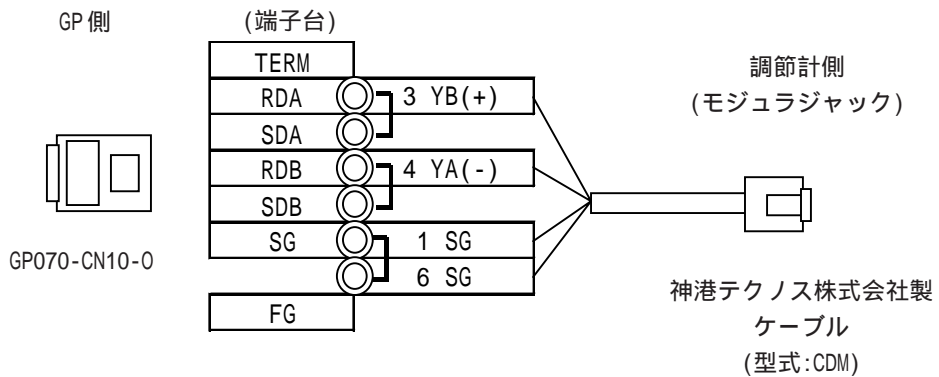 GP側
(端子台)
TERM
RDA
3 YB(+)
SDA
RDB
4 YA(-)
SDB
SG
1 SG
6 SG
FG
GP070-CN10-O
調節計側
(モジュラジャック)
神港テクノス株式会社製
ケーブル
(型式:CDM)